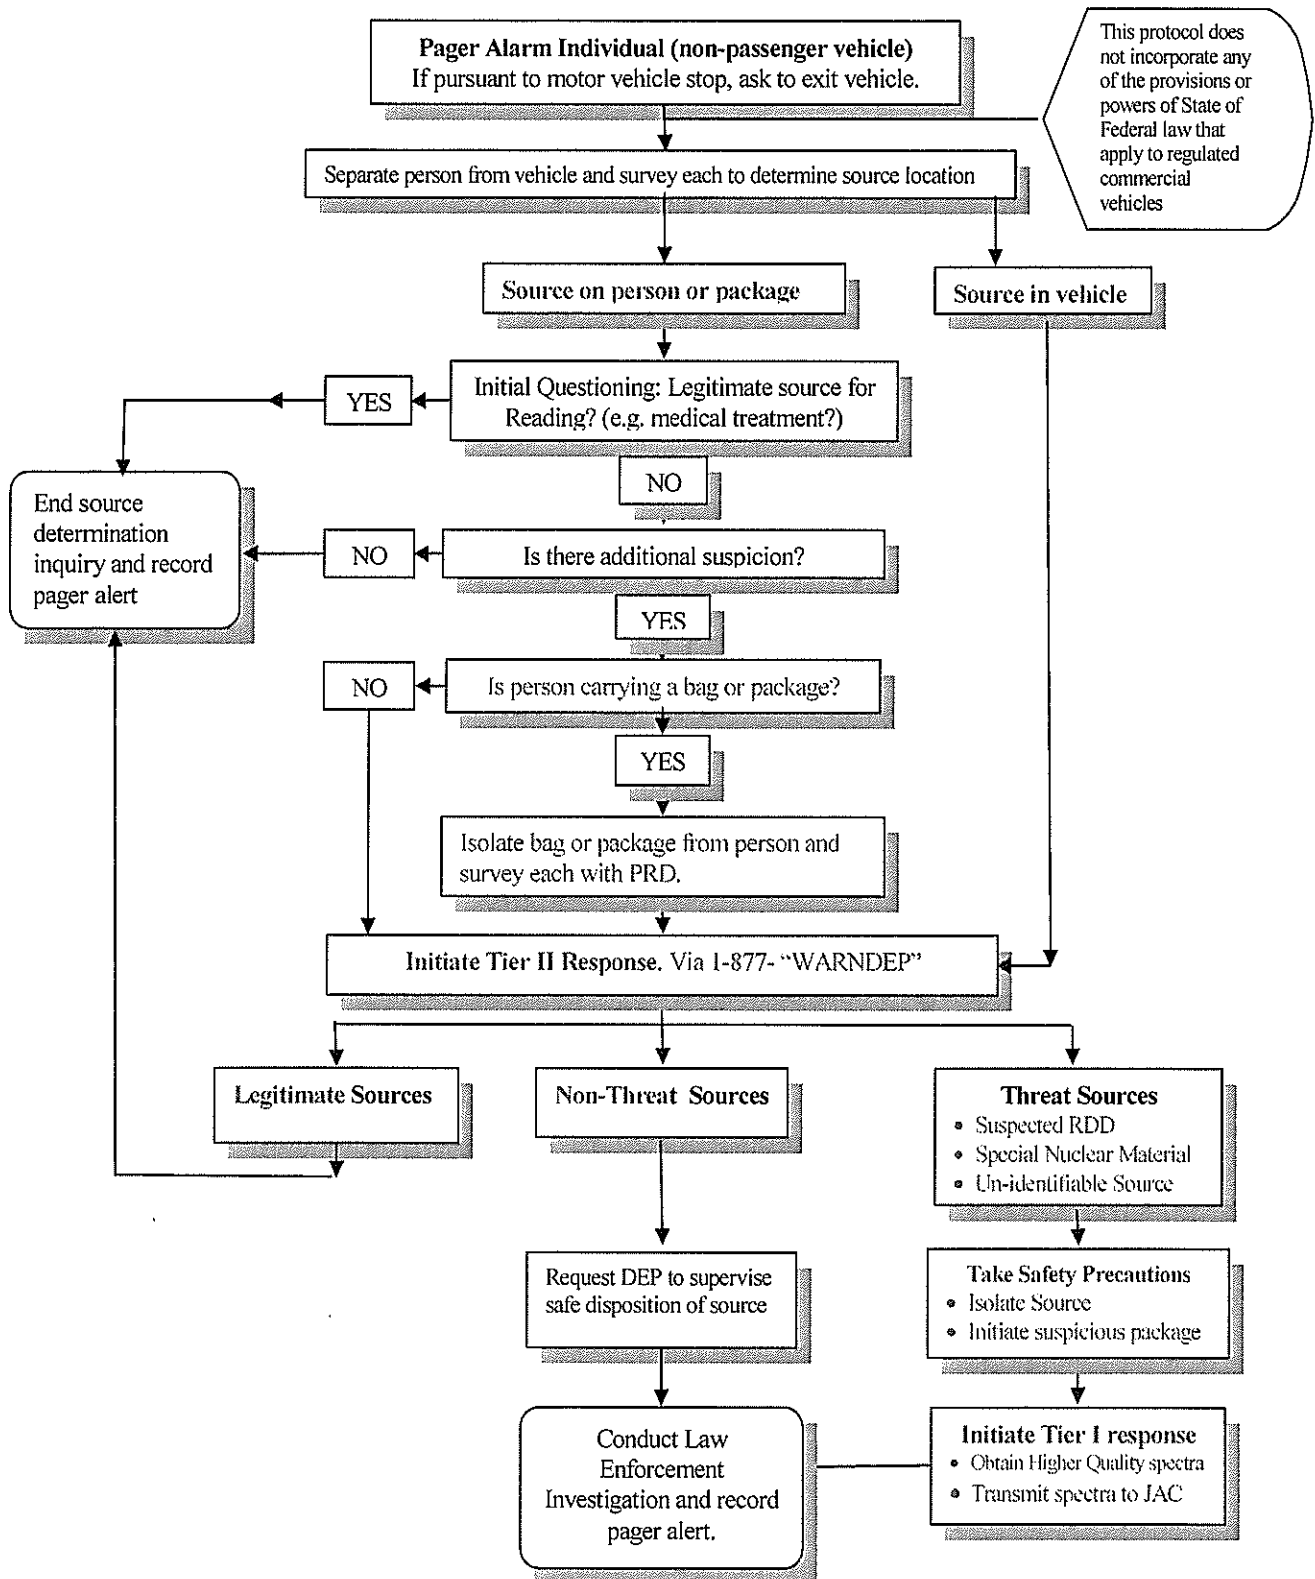 Pager Alarm Individual (non-passenger vehicle)
If pursuant to motor vehicle stop, ask to exit vehicle.
This protocol does
not incorporate any
of the provisions or
powers of State of
Federal law that
apply to regulated
commercial
vehicles
Separate person from vehicle and survey each to determine source location
Source on person or package
Source in vehicle
Initial Questioning: Legitimate source for
Reading? (e.g. medical treatment?)
YES
NO
End source
determination
inquiry and record
pager alert
Is there additional suspicion?
NO
YES
Is person carrying a bag or package?
NO
YES
Isolate bag or package from person and
survey each with PRD.
Initiate Tier II Response. Via 1-877- “WARNDEP”
Legitimate Sources
Non-Threat Sources
Threat Sources
• Suspected RDD
• Special Nuclear Material
• Un-identifiable Source
Request DEP to supervise
safe disposition of source
Take Safety Precautions
• Isolate Source
• Initiate suspicious package
Conduct Law
Enforcement
Investigation and record
pager alert.
Initiate Tier I response
• Obtain Higher Quality spectra
• Transmit spectra to JAC